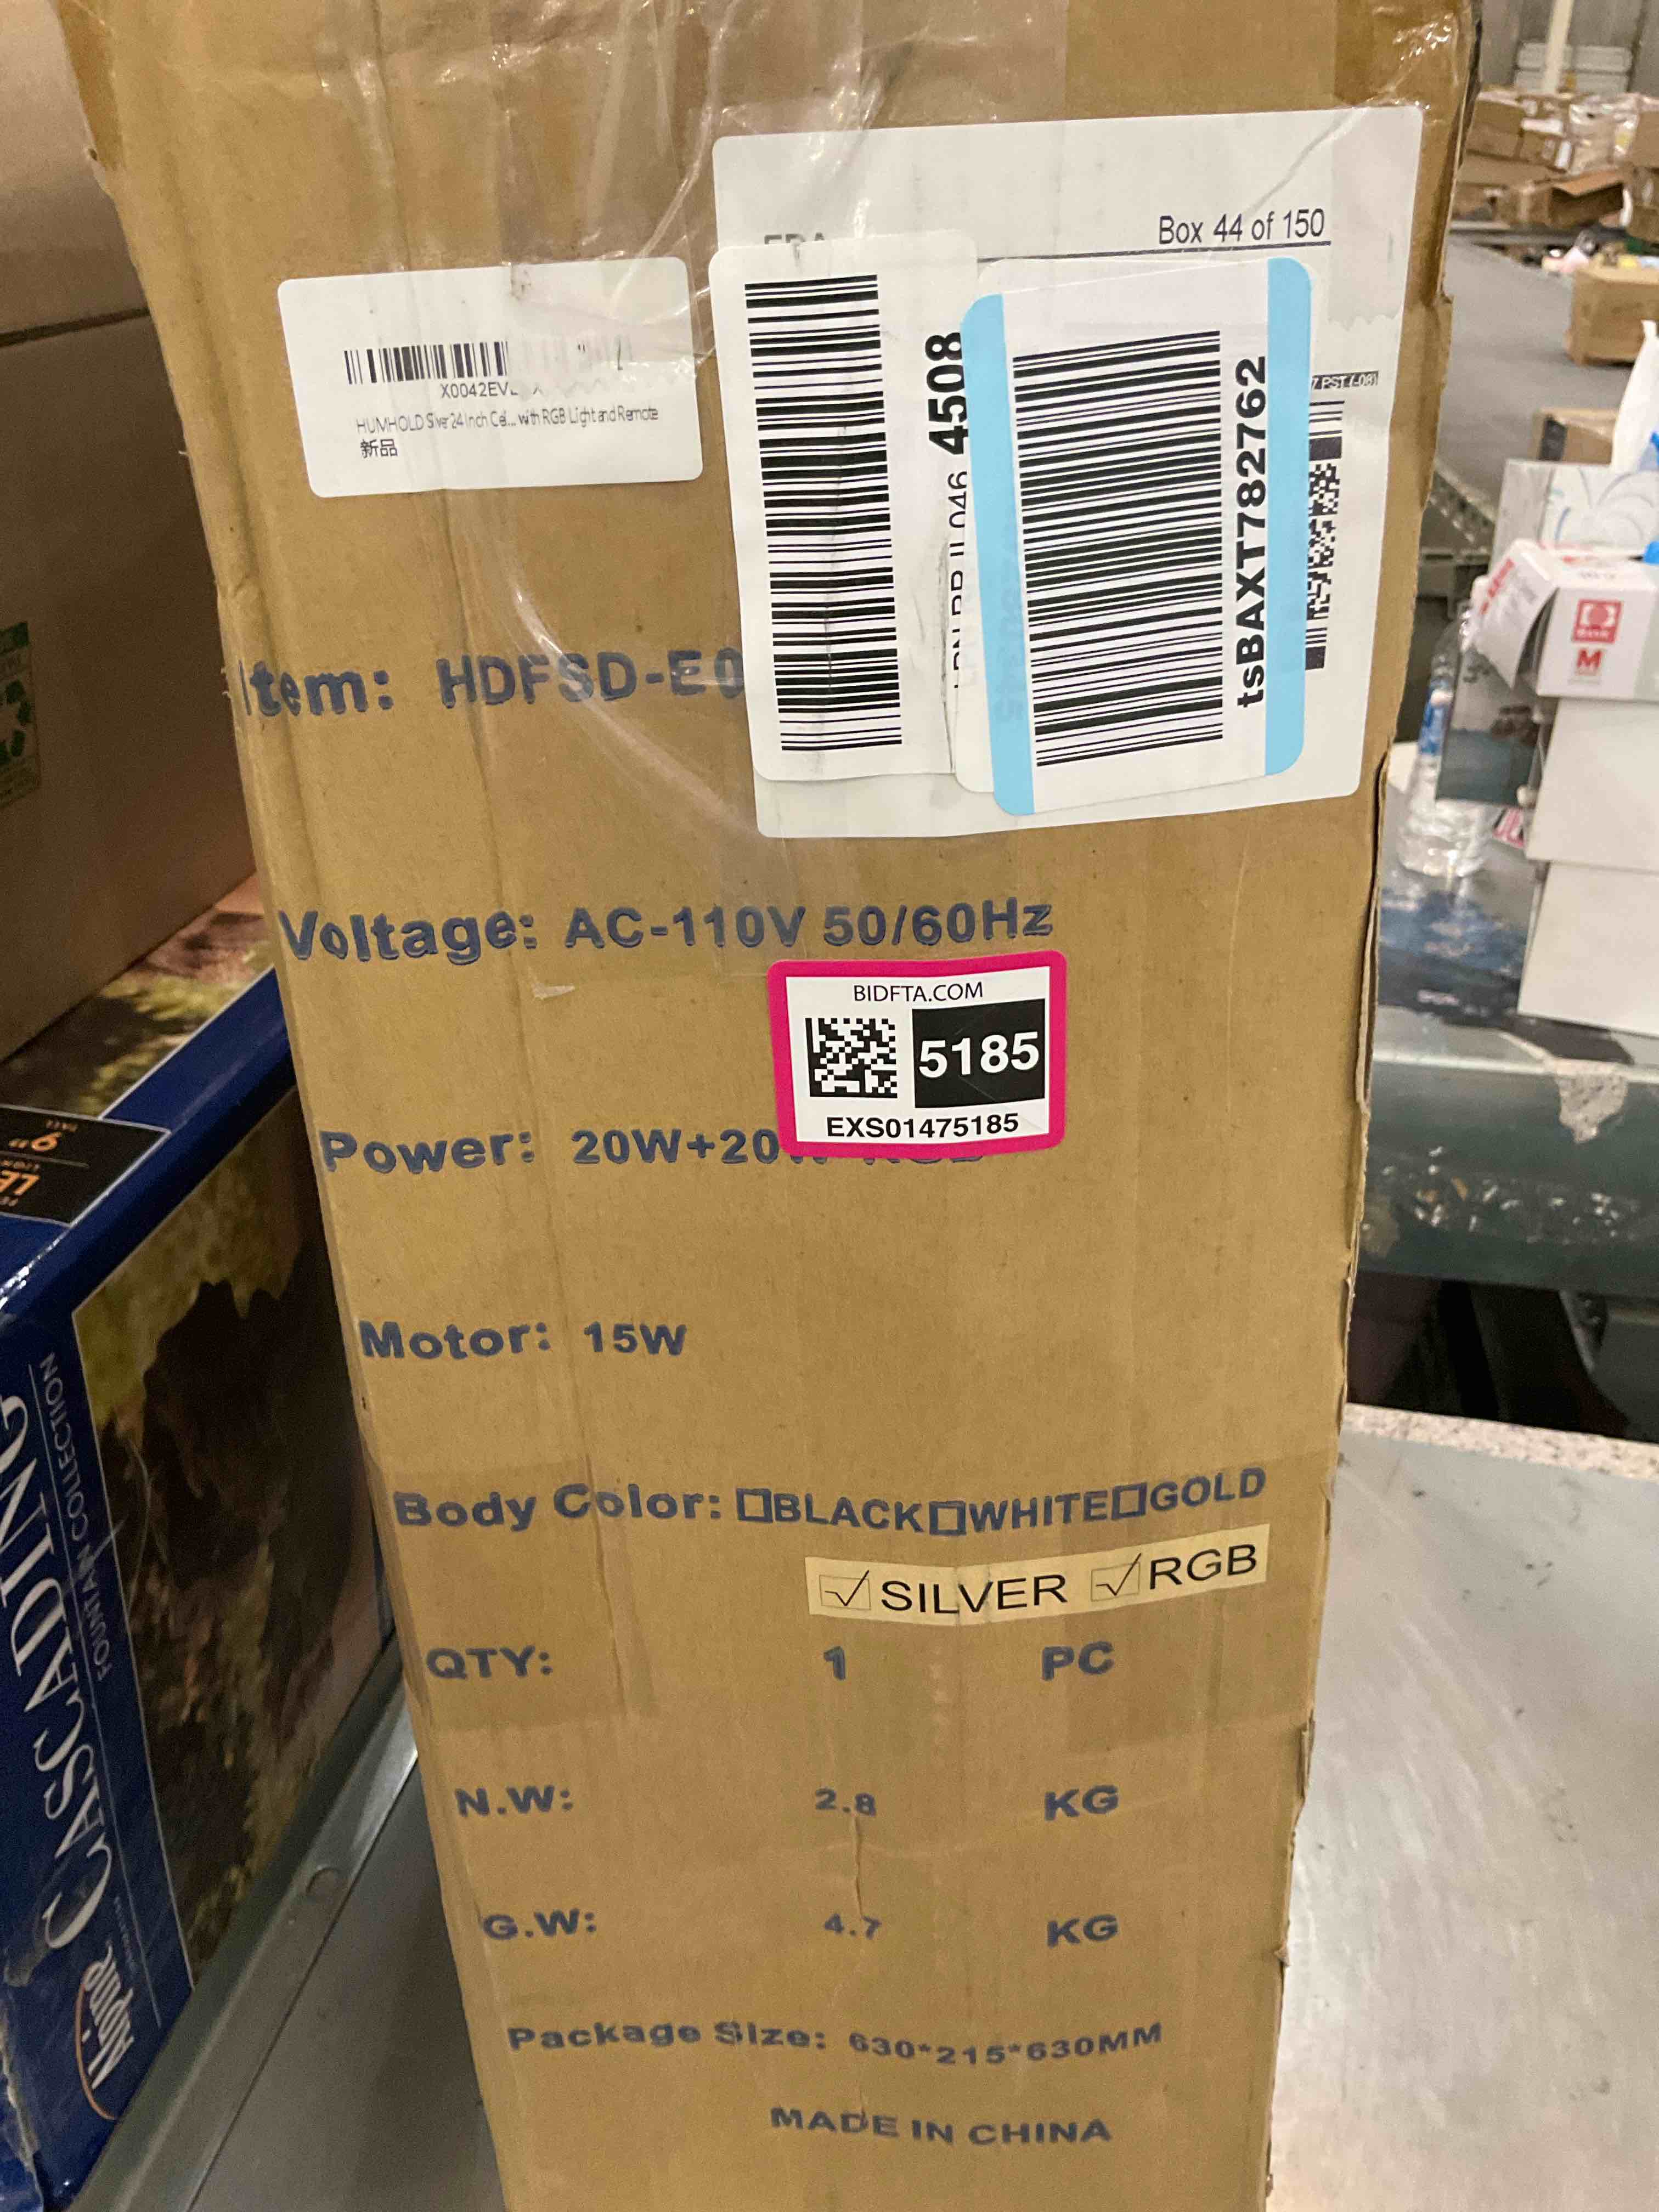 Box 44 of 150
HUMHOLD Silver 24 Inch Cei... with RGB Light and Remote
新品
4508
tsBAXT782762
Item: HDFSD-E0
Voltage: AC-110V 50/60Hz
BIDFTA.COM
5185
EXS01475185
Power: 20W+20W RGB
Motor: 15W
Body Color: □BLACK□WHITE□GOLD
☑SILVER ☑RGB
QTY: 1 PC
N.W: 2.8 KG
G.W: 4.7 KG
Package Size: 630*215*630MM
MADE IN CHINA
CASCADING
FOUNTAIN COLLECTION
Alpine
M